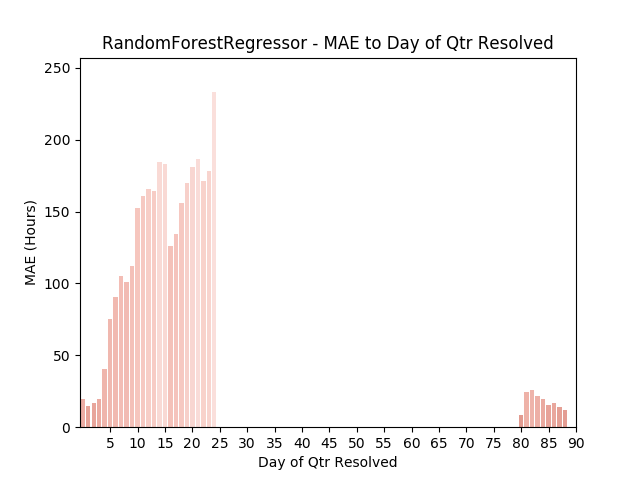 RandomForestRegressor - MAE to Day of Qtr Resolved
250
200
150
100
50
0
MAE (Hours)
5 10 15 20 25 30 35 40 45 50 55 60 65 70 75 80 85 90
Day of Qtr Resolved